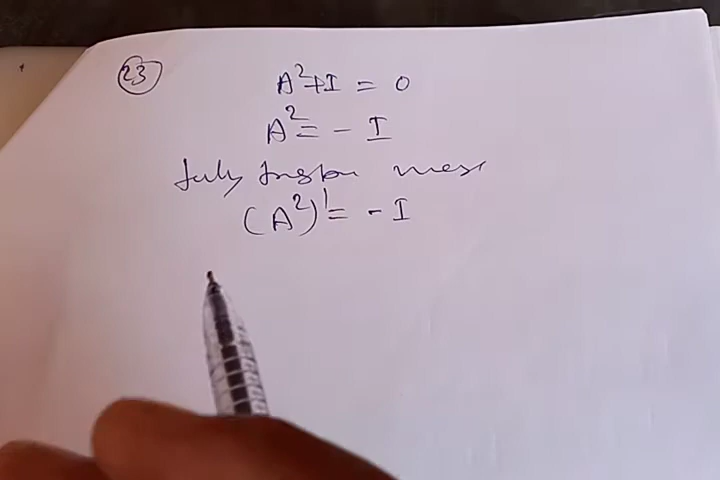 23
A²+I = 0
A² = - I
(A²)' = - I